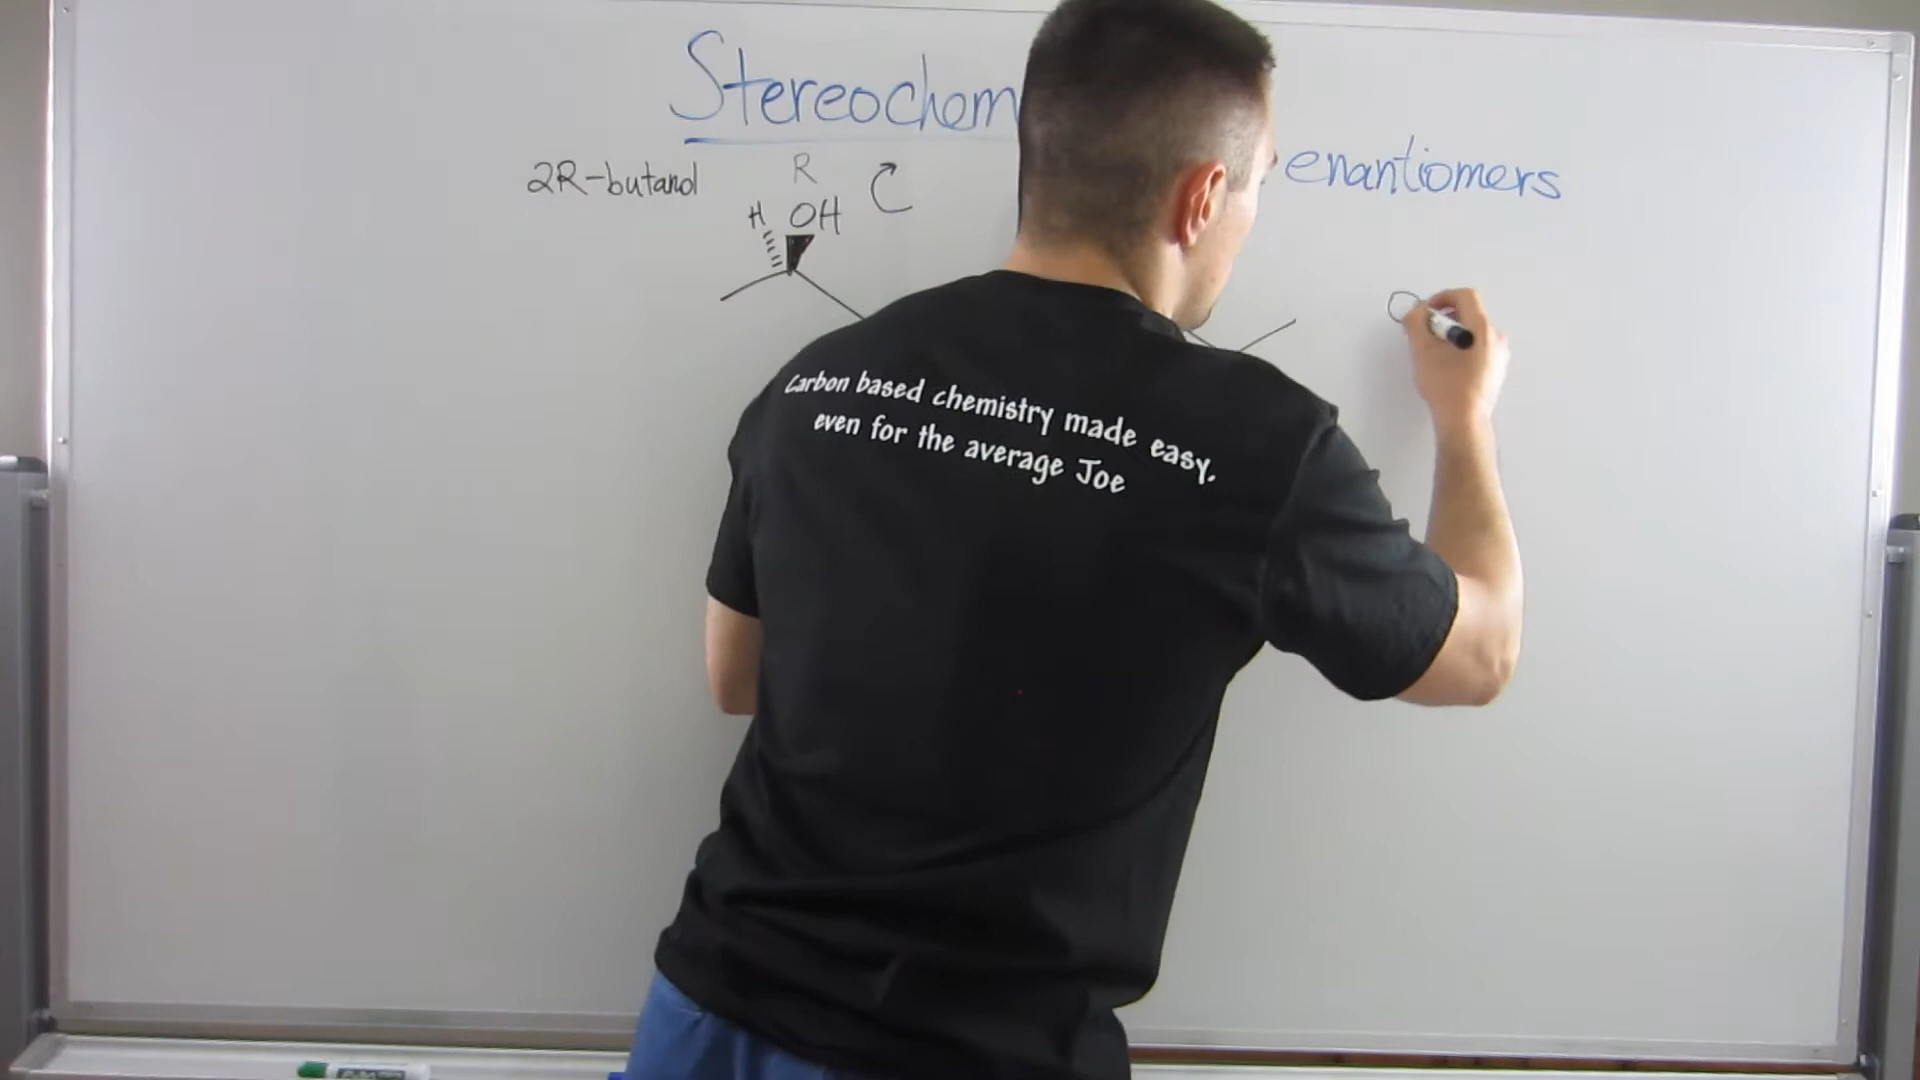 Stereochem
enantiomers
2R-butanol
R
H OH
Carbon based chemistry made easy.
even for the average Joe